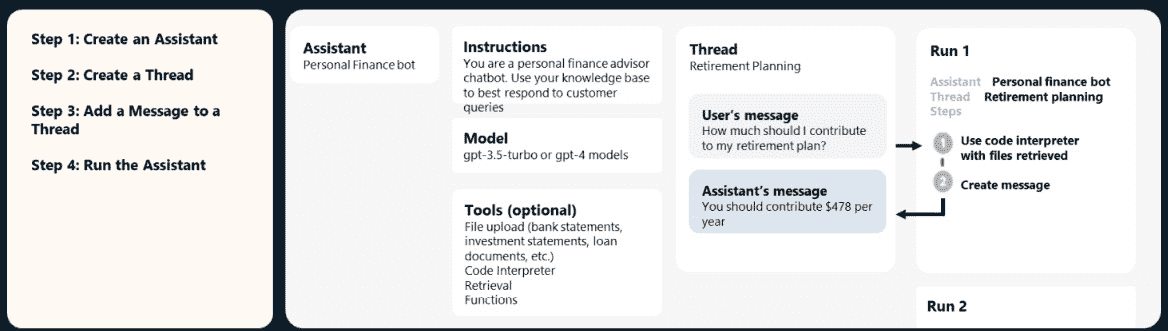 Step 1: Create an Assistant
Step 2: Create a Thread
Step 3: Add a Message to a
Thread
Step 4: Run the Assistant
Assistant
Personal Finance bot
Instructions
You are a personal finance advisor
chatbot. Use your knowledge base
to best respond to customer
queries
Model
gpt-3.5-turbo or gpt-4 models
Tools (optional)
File upload (bank statements,
investment statements, loan
documents, etc.)
Code Interpreter
Retrieval
Functions
Thread
Retirement Planning
User's message
How much should I contribute
to my retirement plan?
Assistant's message
You should contribute $478 per
year
Run 1
Assistant Personal finance bot
Thread Retirement planning
Steps
1 Use code interpreter
with files retrieved
2 Create message
Run 2